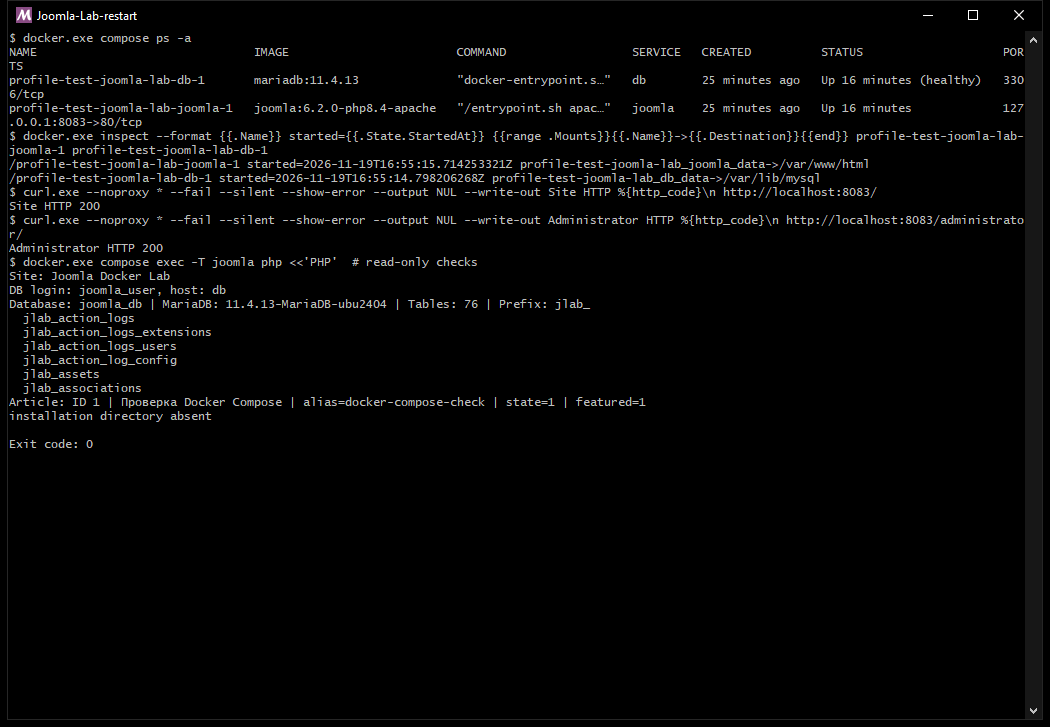 Joomla-Lab-restart
$ docker.exe compose ps -a
NAME IMAGE COMMAND SERVICE CREATED STATUS POR
TS
profile-test-joomla-lab-db-1 mariadb:11.4.13 "docker-entrypoint.s…" db 25 minutes ago Up 16 minutes (healthy) 330
6/tcp
profile-test-joomla-lab-joomla-1 joomla:6.2.0-php8.4-apache "/entrypoint.sh apac…" joomla 25 minutes ago Up 16 minutes 127
.0.0.1:8083->80/tcp
$ docker.exe inspect --format {{.Name}} started={{.State.StartedAt}} {{range .Mounts}}{{.Name}}->{{.Destination}}{{end}} profile-test-joomla-lab-
joomla-1 profile-test-joomla-lab-db-1
/profile-test-joomla-lab-joomla-1 started=2026-11-19T16:55:15.714253321Z profile-test-joomla-lab_joomla_data->/var/www/html
/profile-test-joomla-lab-db-1 started=2026-11-19T16:55:14.798206268Z profile-test-joomla-lab_db_data->/var/lib/mysql
$ curl.exe --noproxy * --fail --silent --show-error --output NUL --write-out Site HTTP %{http_code}\n http://localhost:8083/
Site HTTP 200
$ curl.exe --noproxy * --fail --silent --show-error --output NUL --write-out Administrator HTTP %{http_code}\n http://localhost:8083/administrato
r/
Administrator HTTP 200
$ docker.exe compose exec -T joomla php <<'PHP'  # read-only checks
Site: Joomla Docker Lab
DB login: joomla_user, host: db
Database: joomla_db | MariaDB: 11.4.13-MariaDB-ubu2404 | Tables: 76 | Prefix: jlab_
jlab_action_logs
jlab_action_logs_extensions
jlab_action_logs_users
jlab_action_log_config
jlab_assets
jlab_associations
Article: ID 1 | Проверка Docker Compose | alias=docker-compose-check | state=1 | featured=1
installation directory absent
Exit code: 0